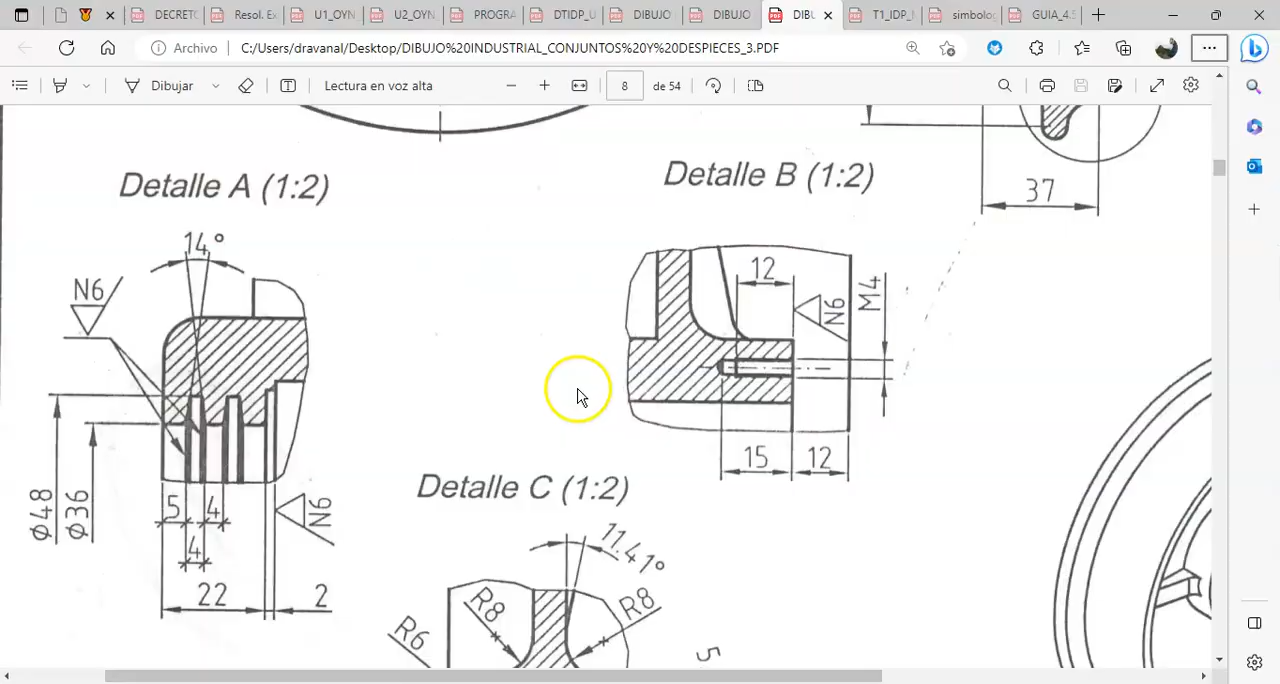 DECRETO
Resol. Ex
U1_OYN
U2_OYN
PROGRA
DTIDP_U
DIBUJO
DIBUJO
DIBU
T1_IDP_
simbolog
GUIA_4.5
Archivo
C:/Users/dravanal/Desktop/DIBUJO%20INDUSTRIAL_CONJUNTOS%20Y%20DESPIECES_3.PDF
Dibujar
Lectura en voz alta
8
de 54
Detalle A (1:2)
Detalle B (1:2)
37
14°
N6
12
N6
M4
Φ48
Φ36
5
4
4
N6
22
2
15
12
Detalle C (1:2)
11.41°
R8
R8
R6
5